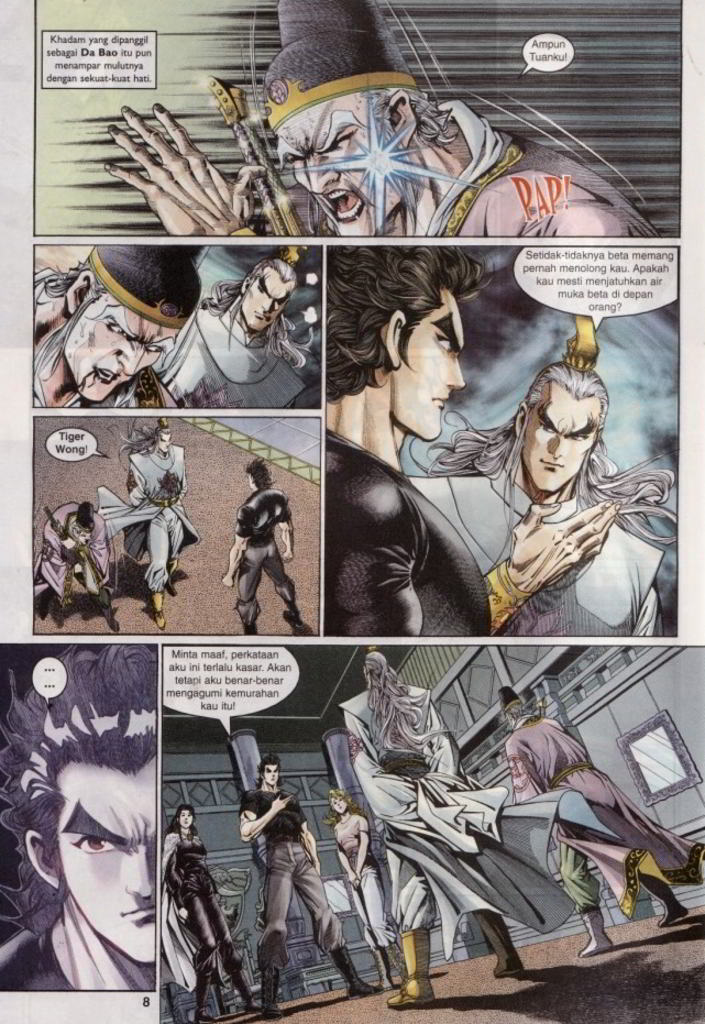 Khadam yang dipanggil
sebagai Da Bao itu pun
menampar mulutnya
dengan sekuat-kuat hati.
Ampun
Tuanku!
PAP!
Setidak-tidaknya beta memang
pernah menolong kau. Apakah
kau mesti menjatuhkan air
muka beta di depan
orang?
Tiger
Wong!
...
...
Minta maaf, perkataan
aku ini terlalu kasar. Akan
tetapi aku benar-benar
mengagumi kemurahan
kau itu!
8